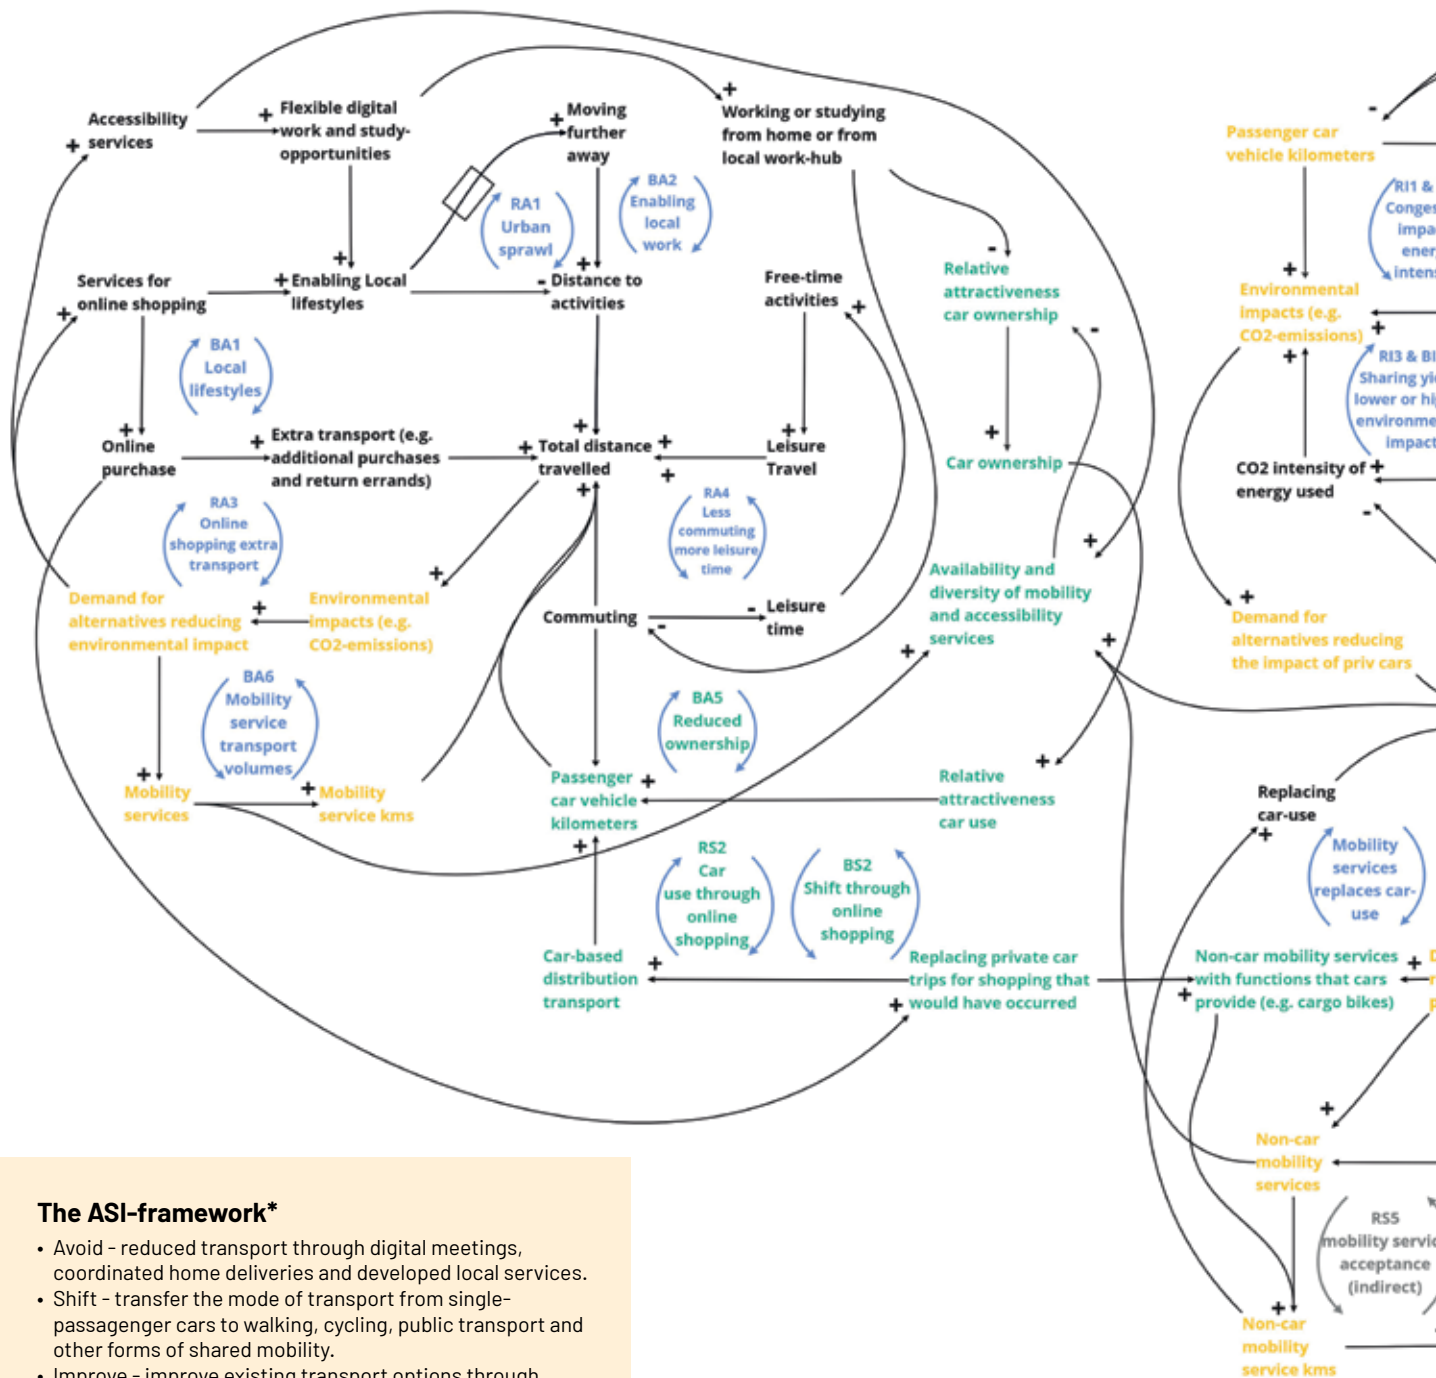 Accessibility
services
Flexible digital
work and study-
opportunities
Moving
further
away
Working or studying
from home or from
local work-hub
Passenger car
vehicle kilometers
RA1
Urban
sprawl
BA2
Enabling
local
work
RI1 &
Services for
online shopping
Enabling Local
lifestyles
Distance to
activities
Free-time
activities
Relative
attractiveness
car ownership
Environmental
impacts (e.g.
CO2-emissions)
BA1
Local
lifestyles
RI3 &
Sharing
lower or
Online
purchase
Extra transport (e.g.
additional purchases
and return errands)
Total distance
travelled
Leisure
Travel
Car ownership
CO2 intensity of
energy used
RA3
Online
shopping extra
transport
RA4
Less
commuting
more leisure
time
Demand for
alternatives reducing
environmental impact
Environmental
impacts (e.g.
CO2-emissions)
Commuting
Leisure
time
Availability and
diversity of mobility
and accessibility
services
Demand for
alternatives reducing
the impact of priv cars
BA6
Mobility
service
transport
volumes
BA5
Reduced
ownership
Mobility
services
Mobility
service kms
Passenger
car vehicle
kilometers
Relative
attractiveness
car use
Replacing
car-use
Mobility
services
replaces car-
use
RS2
Car
use through
online
shopping
BS2
Shift through
online
shopping
Car-based
distribution
transport
Replacing private car
trips for shopping that
would have occurred
Non-car mobility services
with functions that cars
provide (e.g. cargo bikes)
Non-car
mobility
services
RS5
mobility
acceptance
(indirect)
Non-car
mobility
service kms
The ASI-framework*
• Avoid - reduced transport through digital meetings,
coordinated home deliveries and developed local services.
• Shift - transfer the mode of transport from single-
passagenger cars to walking, cycling, public transport and
other forms of shared mobility.
• Improve - improve existing transport options through